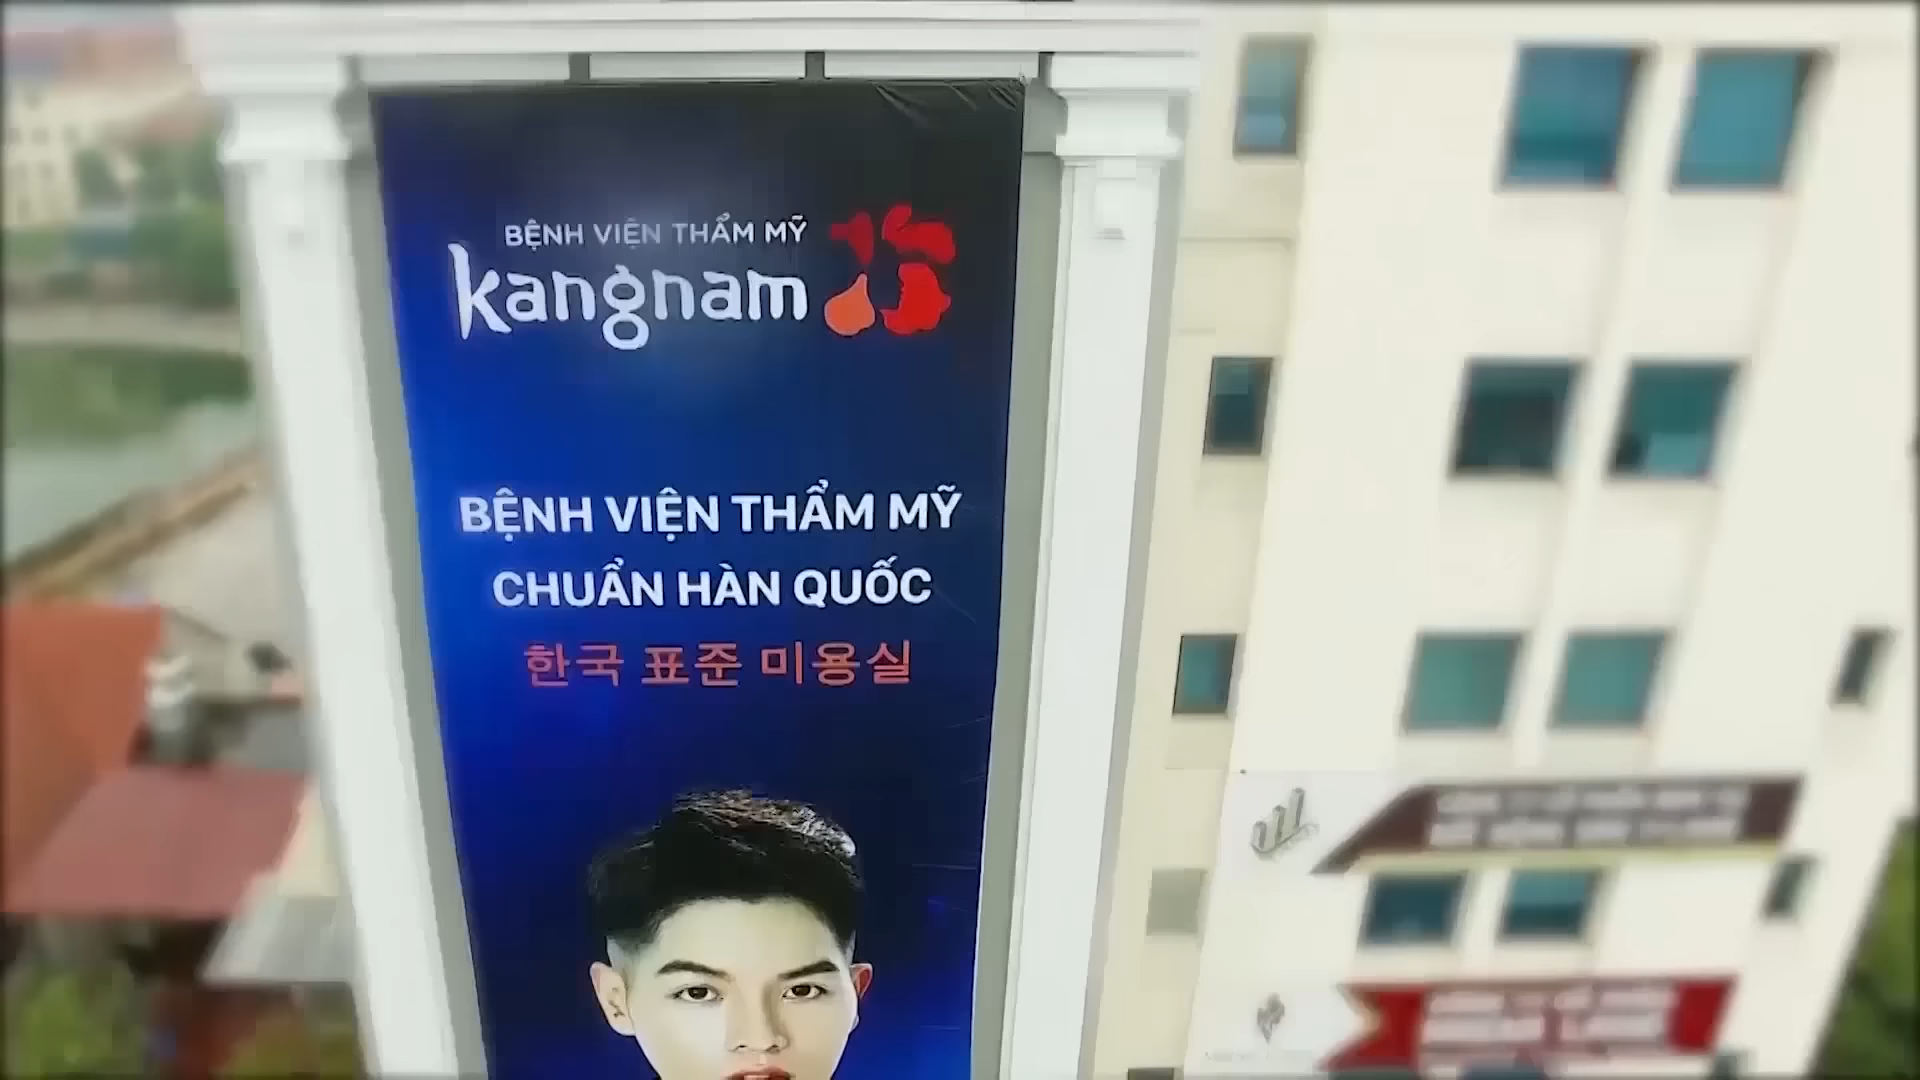 BỆNH VIỆN THẨM MỸ
kangnam 15
BỆNH VIỆN THẨM MỸ
CHUẨN HÀN QUỐC
한국 표준 미용실